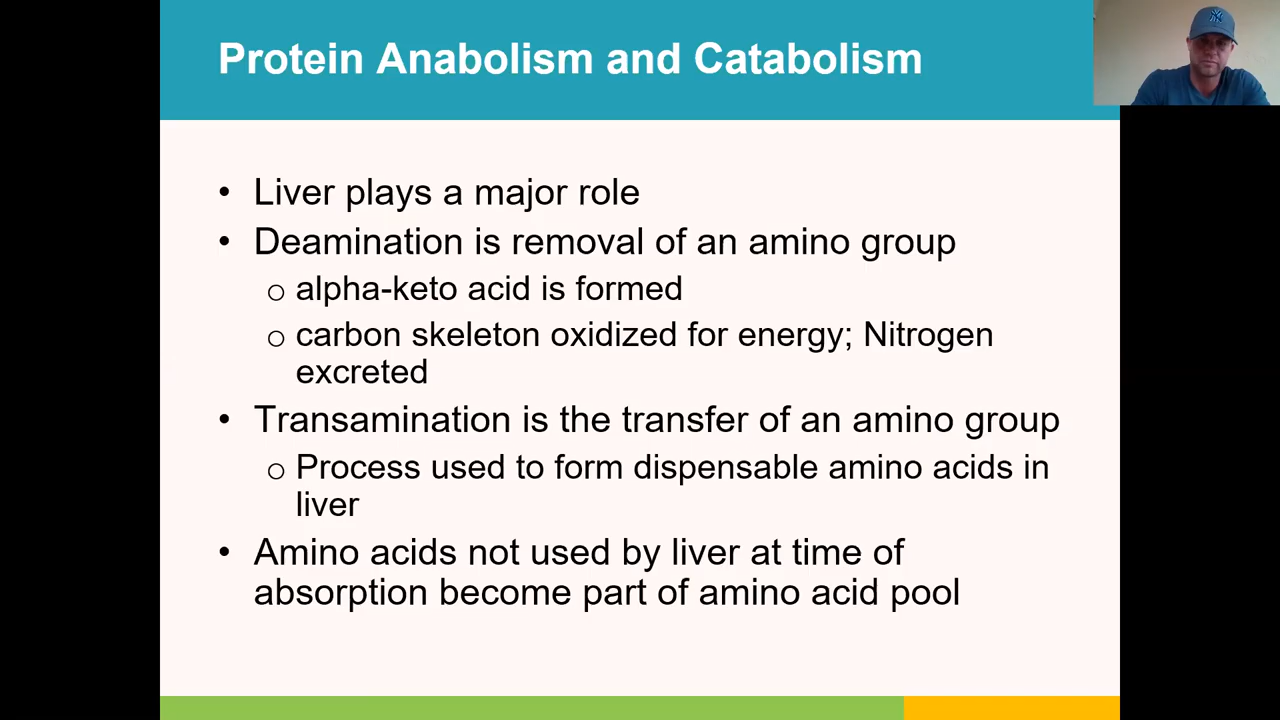 Protein Anabolism and Catabolism
• Liver plays a major role
• Deamination is removal of an amino group
o alpha-keto acid is formed
o carbon skeleton oxidized for energy; Nitrogen
excreted
• Transamination is the transfer of an amino group
o Process used to form dispensable amino acids in
liver
• Amino acids not used by liver at time of
absorption become part of amino acid pool